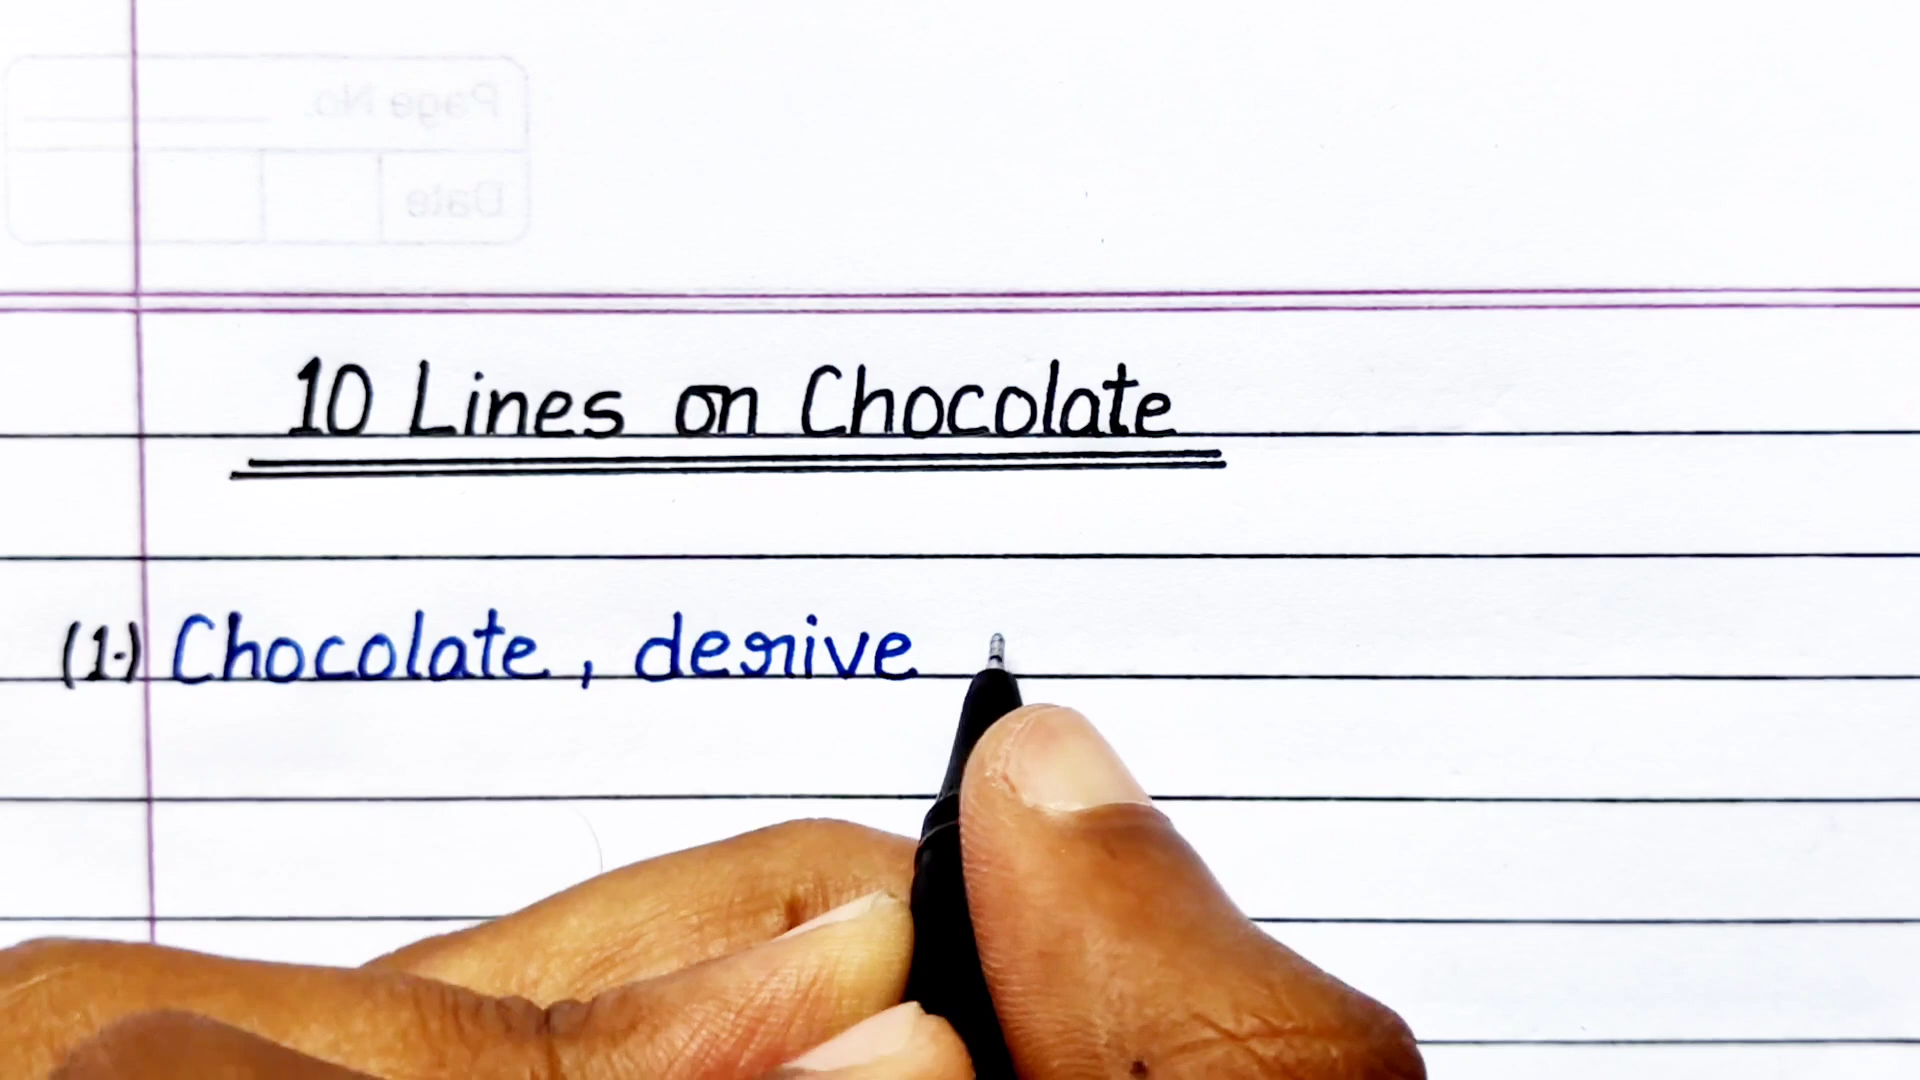 Page No.
Date
10 Lines on Chocolate
(1.) Chocolate, derive